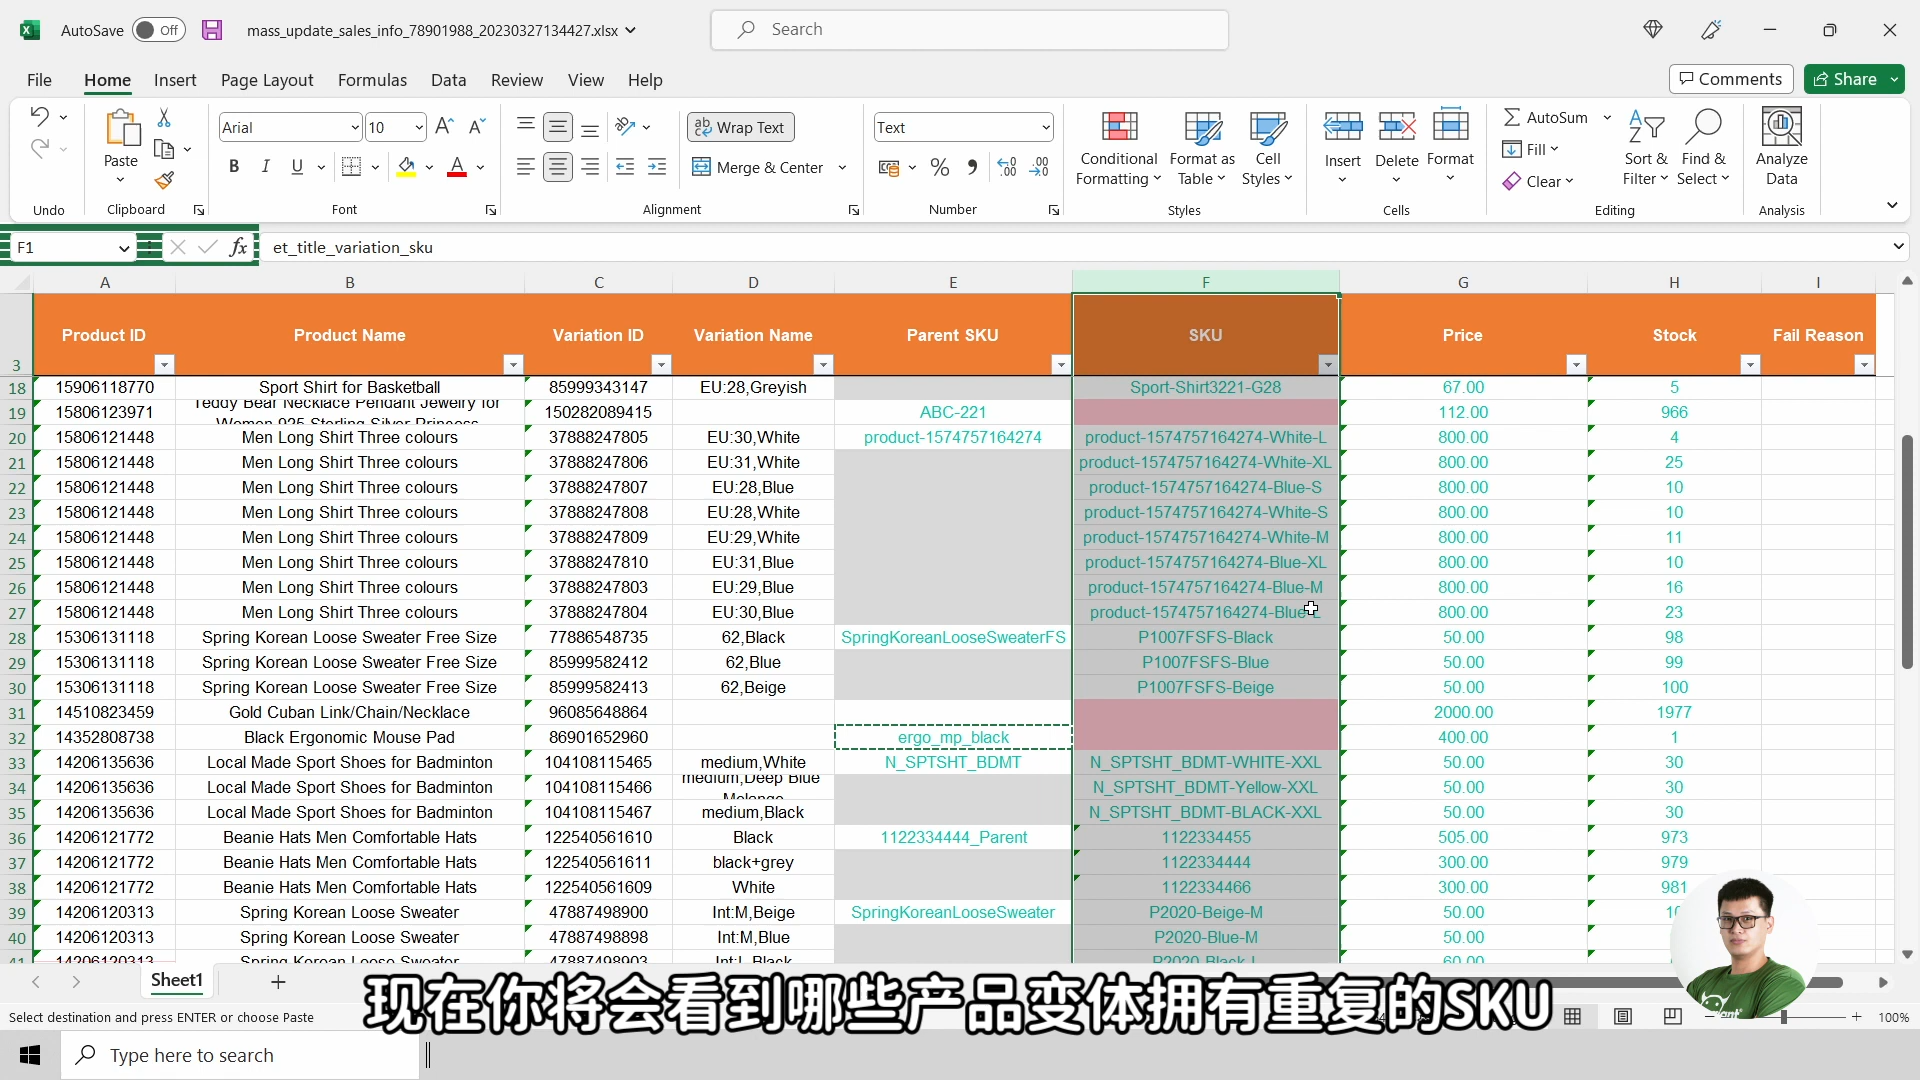 AutoSave Off mass_update_sales_info_78901988_20230327134427.xlsx Search
File Home Insert Page Layout Formulas Data Review View Help Comments Share
Arial 10 Wrap Text Text AutoSum
Paste B I U Merge & Center Conditional Formatting Format as Table Cell Styles Insert Delete Format Fill Clear Sort & Filter Find & Select Analyze Data
Undo Clipboard Font Alignment Number Styles Cells Editing Analysis
F1 fx et_title_variation_sku
A B C D E F G H I
3 Product ID Product Name Variation ID Variation Name Parent SKU SKU Price Stock Fail Reason
18 15906118770 Sport Shirt for Basketball 85999343147 EU:28,Greyish Sport-Shirt3221-G28 67.00 5
19 15806123971 Teddy Bear Necklace Pendant Jewelry for Women 925 Sterling Silver Princess 150282089415 ABC-221 112.00 966
20 15806121448 Men Long Shirt Three colours 37888247805 EU:30,White product-1574757164274 product-1574757164274-White-L 800.00 4
21 15806121448 Men Long Shirt Three colours 37888247806 EU:31,White product-1574757164274-White-XL 800.00 25
22 15806121448 Men Long Shirt Three colours 37888247807 EU:28,Blue product-1574757164274-Blue-S 800.00 10
23 15806121448 Men Long Shirt Three colours 37888247808 EU:28,White product-1574757164274-White-S 800.00 10
24 15806121448 Men Long Shirt Three colours 37888247809 EU:29,White product-1574757164274-White-M 800.00 11
25 15806121448 Men Long Shirt Three colours 37888247810 EU:31,Blue product-1574757164274-Blue-XL 800.00 10
26 15806121448 Men Long Shirt Three colours 37888247803 EU:29,Blue product-1574757164274-Blue-M 800.00 16
27 15806121448 Men Long Shirt Three colours 37888247804 EU:30,Blue product-1574757164274-Blue-L 800.00 23
28 15306131118 Spring Korean Loose Sweater Free Size 77886548735 62,Black SpringKoreanLooseSweaterFS P1007FSFS-Black 50.00 98
29 15306131118 Spring Korean Loose Sweater Free Size 85999582412 62,Blue P1007FSFS-Blue 50.00 99
30 15306131118 Spring Korean Loose Sweater Free Size 85999582413 62,Beige P1007FSFS-Beige 50.00 100
31 14510823459 Gold Cuban Link/Chain/Necklace 96085648864 2000.00 1977
32 14352808738 Black Ergonomic Mouse Pad 86901652960 ergo_mp_black 400.00 1
33 14206135636 Local Made Sport Shoes for Badminton 104108115465 medium,White N_SPTSHT_BDMT N_SPTSHT_BDMT-WHITE-XXL 50.00 30
34 14206135636 Local Made Sport Shoes for Badminton 104108115466 medium,Deep Blue Melange N_SPTSHT_BDMT-Yellow-XXL 50.00 30
35 14206135636 Local Made Sport Shoes for Badminton 104108115467 medium,Black N_SPTSHT_BDMT-BLACK-XXL 50.00 30
36 14206121772 Beanie Hats Men Comfortable Hats 122540561610 Black 1122334444_Parent 1122334455 505.00 973
37 14206121772 Beanie Hats Men Comfortable Hats 122540561611 black+grey 1122334444 300.00 979
38 14206121772 Beanie Hats Men Comfortable Hats 122540561609 White 1122334466 300.00 981
39 14206120313 Spring Korean Loose Sweater 47887498900 Int:M,Beige SpringKoreanLooseSweater P2020-Beige-M 50.00
40 14206120313 Spring Korean Loose Sweater 47887498898 Int:M,Blue P2020-Blue-M 50.00
41 14206120313 Spring Korean Loose Sweater 47887498903 Int:L,Black P2020-Black-L 60.00
Sheet1
现在你将会看到哪些产品变体拥有重复的SKU
Select destination and press ENTER or choose Paste 100%
Type here to search